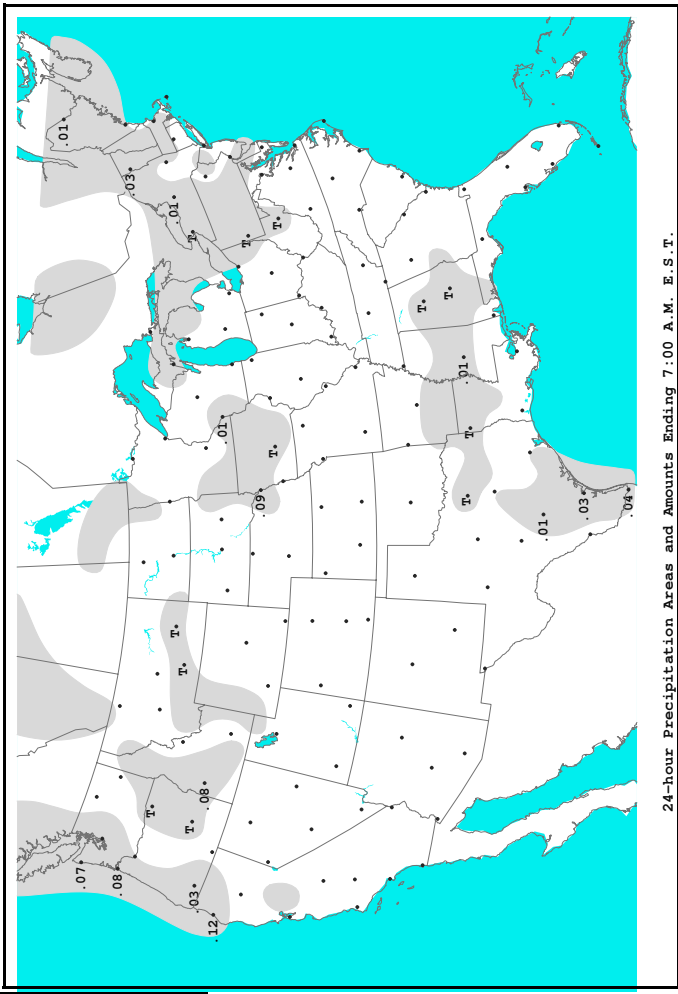 24-hour Precipitation Areas and Amounts Ending 7:00 A.M. E.S.T.
.07
.08
.03
.12
T
T
.08
T
T
.09
T
.01
T
.01
.03
.04
T
.01
T
T
T
T
T
.01
.03
.01